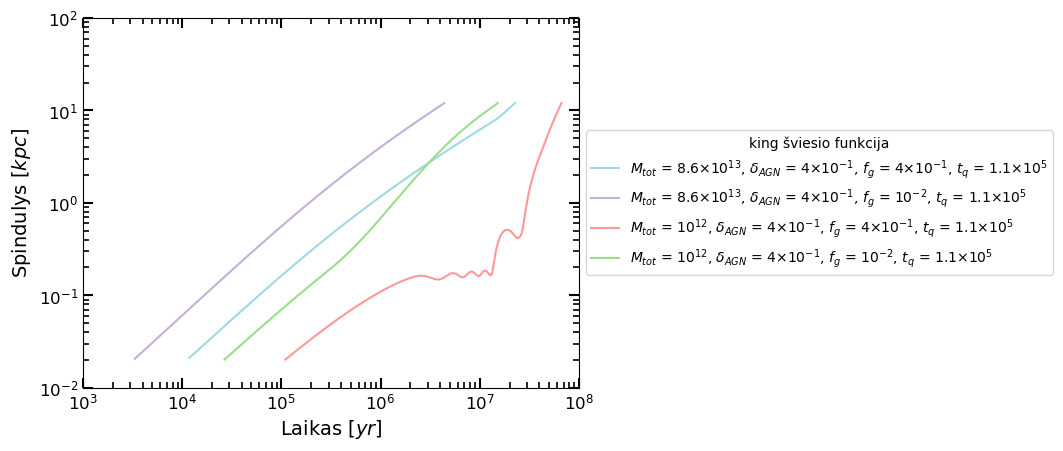 10²
10¹
10⁰
10⁻¹
10⁻²
Spindulys [kpc]
10³ 10⁴ 10⁵ 10⁶ 10⁷ 10⁸
Laikas [yr]
king šviesio funkcija
M_tot = 8.6×10¹³, δ_AGN = 4×10⁻¹, f_g = 4×10⁻¹, t_q = 1.1×10⁵
M_tot = 8.6×10¹³, δ_AGN = 4×10⁻¹, f_g = 10⁻², t_q = 1.1×10⁵
M_tot = 10¹², δ_AGN = 4×10⁻¹, f_g = 4×10⁻¹, t_q = 1.1×10⁵
M_tot = 10¹², δ_AGN = 4×10⁻¹, f_g = 10⁻², t_q = 1.1×10⁵